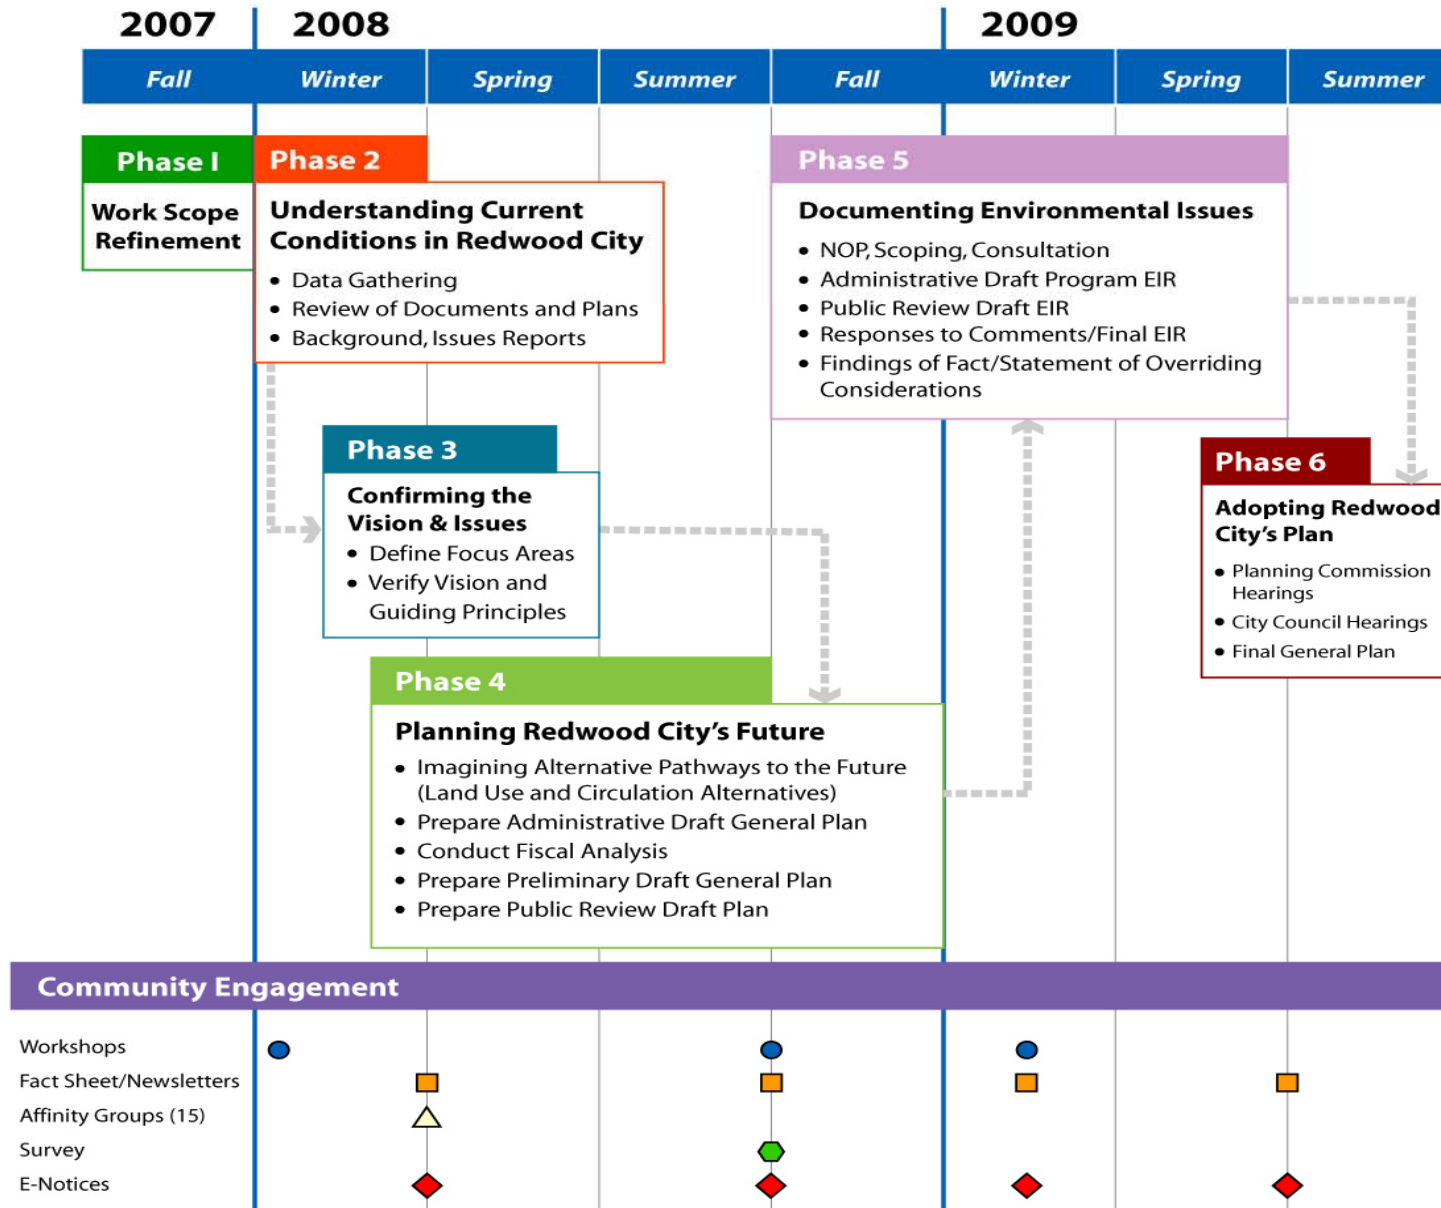 2007 2008 2009
Fall Winter Spring Summer Fall Winter Spring Summer
Phase I
Work Scope
Refinement
Phase 2
Understanding Current
Conditions in Redwood City
• Data Gathering
• Review of Documents and Plans
• Background, Issues Reports
Phase 5
Documenting Environmental Issues
• NOP, Scoping, Consultation
• Administrative Draft Program EIR
• Public Review Draft EIR
• Responses to Comments/Final EIR
• Findings of Fact/Statement of Overriding
Considerations
Phase 3
Confirming the
Vision & Issues
• Define Focus Areas
• Verify Vision and
Guiding Principles
Phase 6
Adopting Redwood
City’s Plan
• Planning Commission
Hearings
• City Council Hearings
• Final General Plan
Phase 4
Planning Redwood City’s Future
• Imagining Alternative Pathways to the Future
(Land Use and Circulation Alternatives)
• Prepare Administrative Draft General Plan
• Conduct Fiscal Analysis
• Prepare Preliminary Draft General Plan
• Prepare Public Review Draft Plan
Community Engagement
Workshops
Fact Sheet/Newsletters
Affinity Groups (15)
Survey
E-Notices